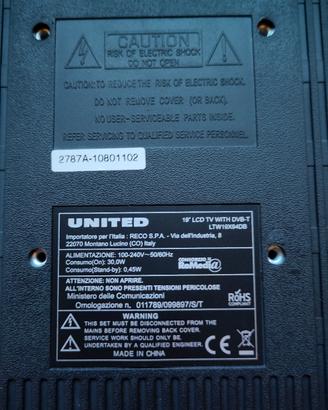 CAUTION
RISK OF ELECTRIC SHOCK
DO NOT OPEN
CAUTION: TO REDUCE THE RISK OF ELECTRIC SHOCK.
DO NOT REMOVE COVER (OR BACK).
NO USER-SERVICEABLE PARTS INSIDE.
REFER SERVICING TO QUALIFIED SERVICE PERSONNEL.
2787A-10801102
UNITED
19" LCD TV WITH DVB-T
LTW19X94DB
Importatore per l'Italia : RECO S.P.A. - Via dell'Industria, 8
22070 Montano Lucino (CO) Italy
ALIMENTAZIONE: 100-240V~50/60Hz
Consumo(On): 30,0W
Consumo(Stand-by): 0,45W
CONSORZIO
ReMedi@
ATTENZIONE: NON APRIRE.
ALL'INTERNO SONO PRESENTI TENSIONI PERICOLOSE
Ministero delle Comunicazioni
Omologazione n. 011789/099897/S/T
RoHS
COMPLIANT
WARNING
THIS SET MUST BE DISCONNECTED FROM THE
MAINS BEFORE REMOVING BACK COVER.
SERVICE WORK SHOULD ONLY BE.
UNDERTAKEN BY A QUALIFIED ENGINEER.
MADE IN CHINA
CE